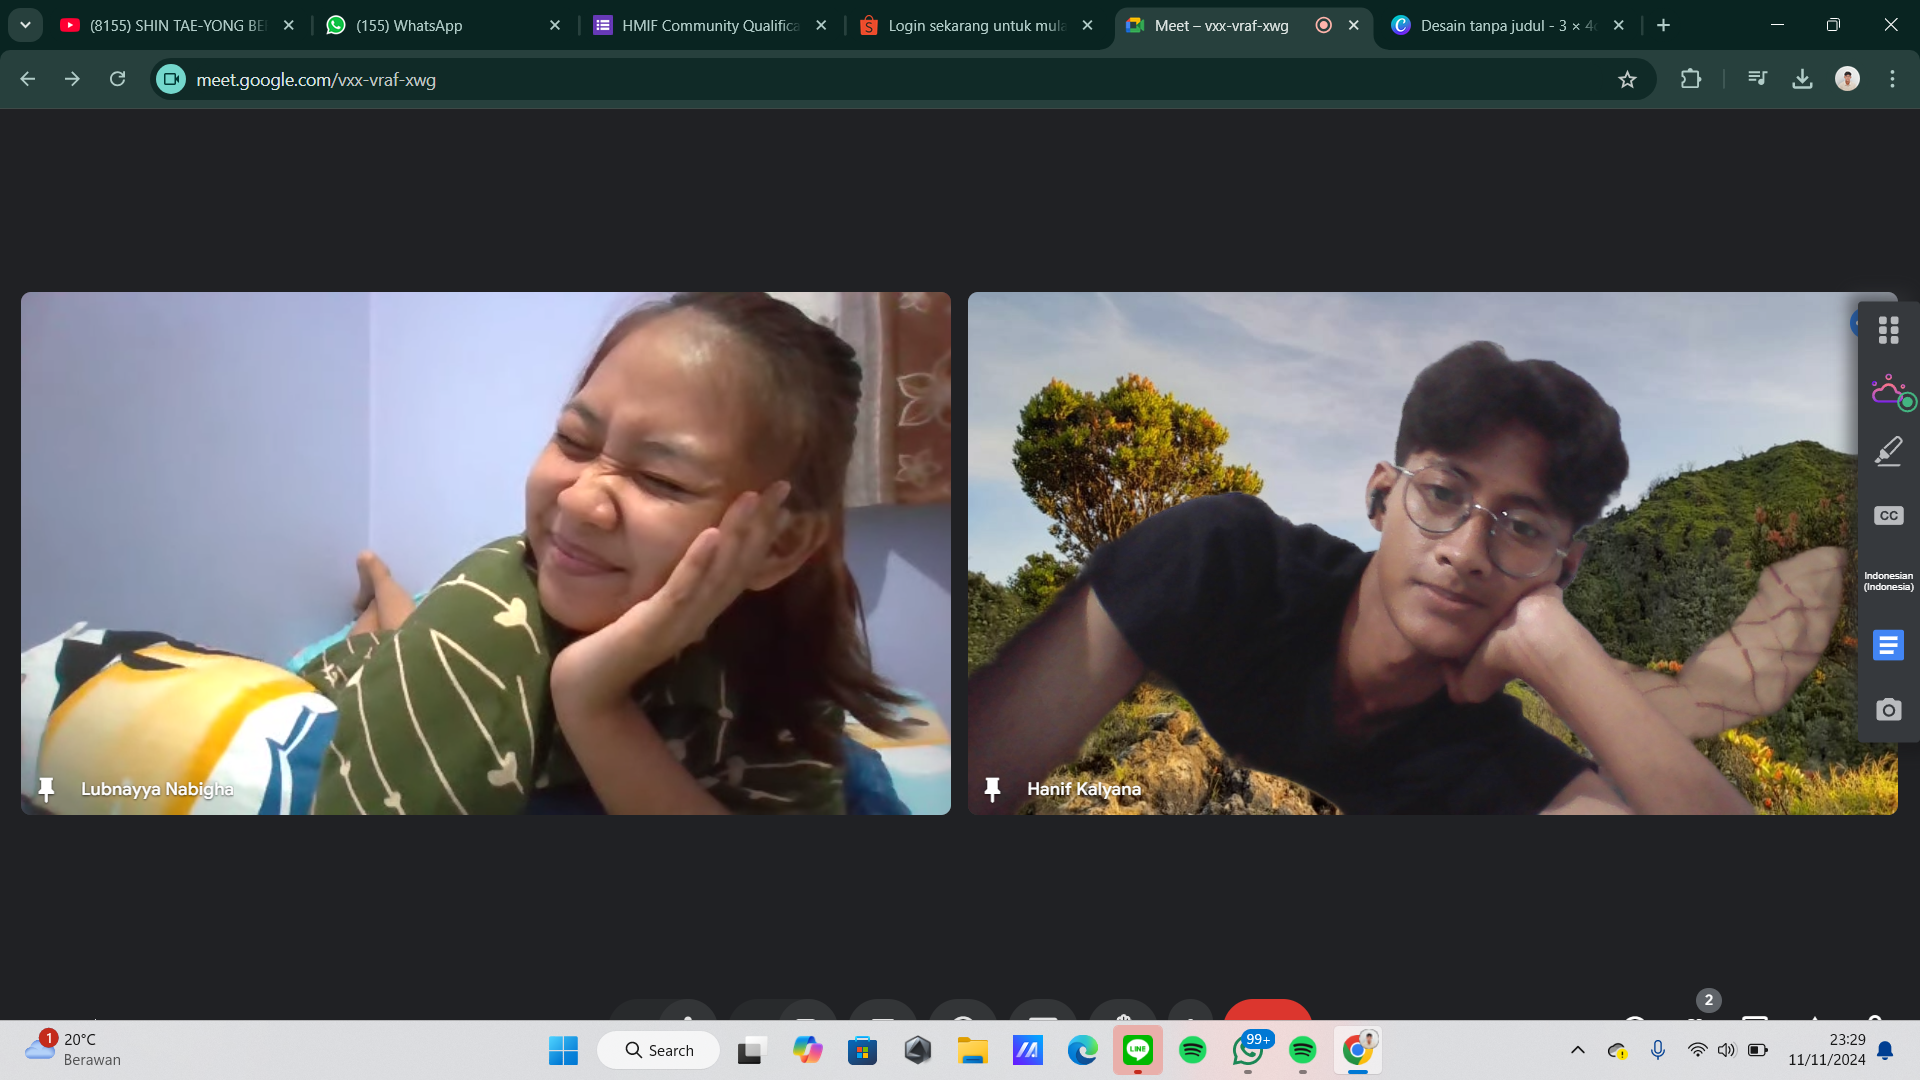 (8155) SHIN TAE-YONG BE
(155) WhatsApp
HMIF Community Qualifica
Login sekarang untuk mula
Meet – vxx-vraf-xwg
Desain tanpa judul - 3 × 4
meet.google.com/vxx-vraf-xwg
CC
Indonesian
(Indonesia)
Lubnayya Nabigha
Hanif Kalyana
2
1
20°C
Berawan
Search
LINE
99+
23:29
11/11/2024